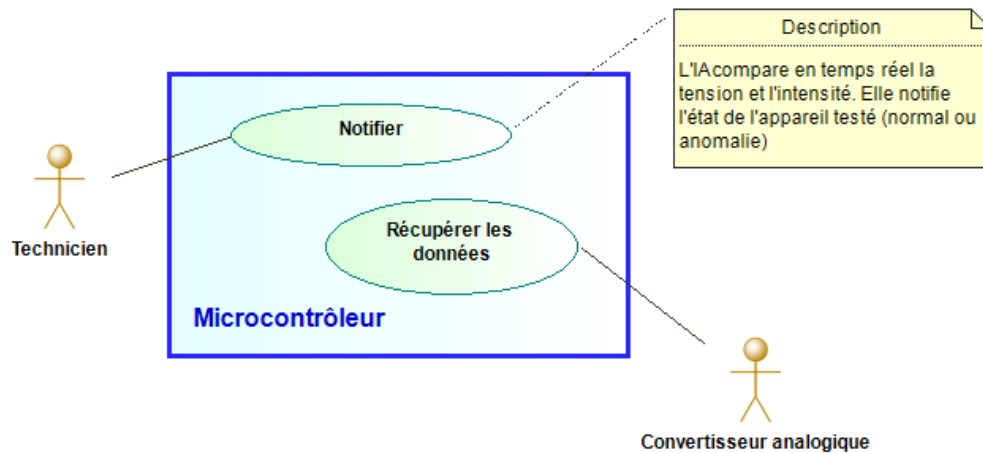 Description
L'IAcompare en temps réel la
tension et l'intensité. Elle notifie
l'état de l'appareil testé (normal ou
anomalie)
Notifier
Technicien
Récupérer les
données
Microcontrôleur
Convertisseur analogique